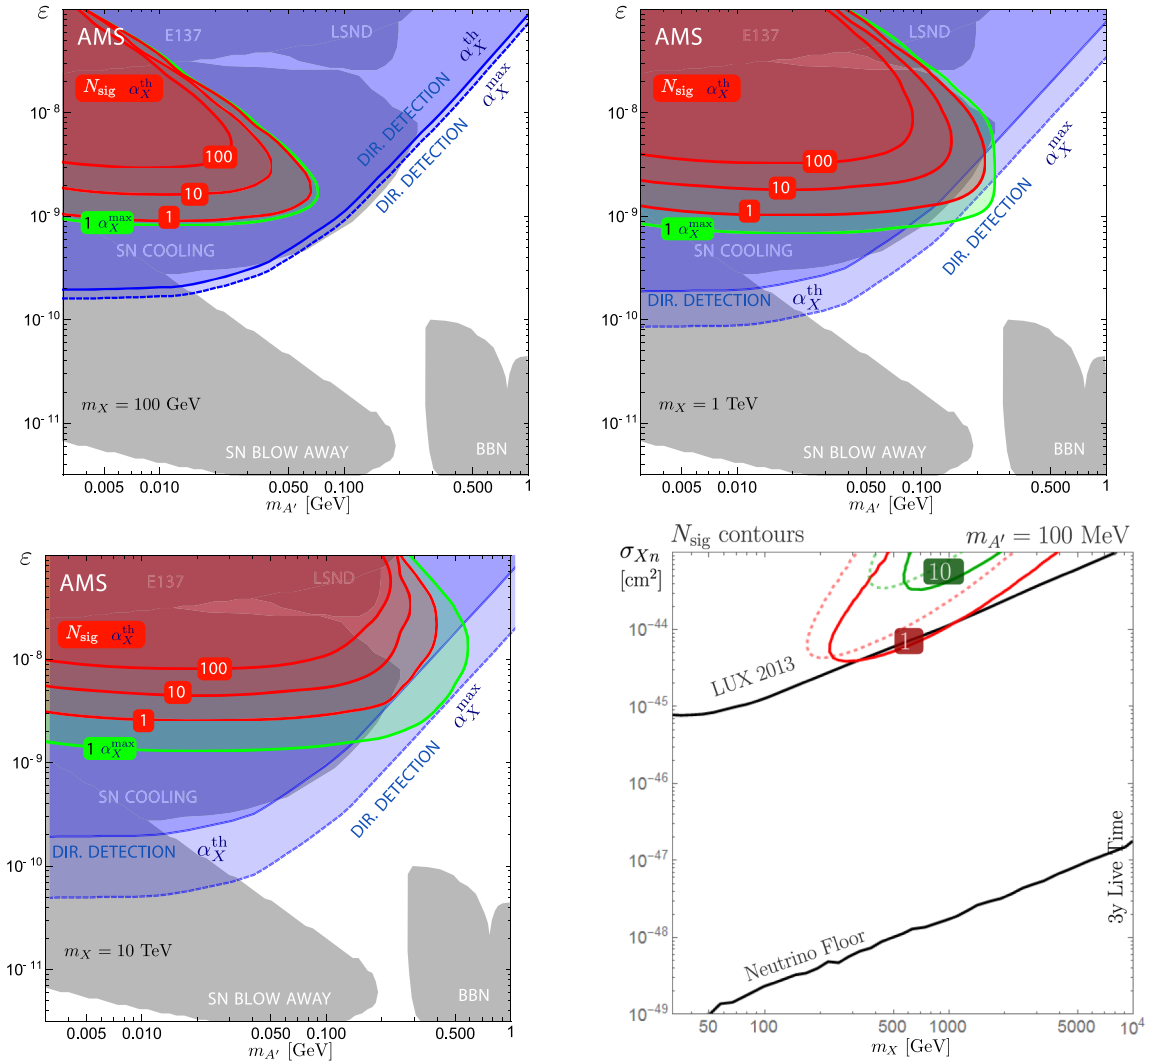 ε
AMS
E137
LSND
N_sig α_X^th
α_X^th
α_X^max
DIR. DETECTION
DIR. DETECTION
10^-8
100
10
10^-9
1
1 α_X^max
SN COOLING
10^-10
10^-11
m_X = 100 GeV
SN BLOW AWAY
BBN
0.005 0.010 0.050 0.100 0.500 1
m_A′ [GeV]
ε
AMS
E137
LSND
N_sig α_X^th
α_X^max
DIR. DETECTION
10^-8
100
10
10^-9
1
1 α_X^max
SN COOLING
DIR. DETECTION
α_X^th
10^-10
10^-11
m_X = 1 TeV
SN BLOW AWAY
BBN
0.005 0.010 0.050 0.100 0.500 1
m_A′ [GeV]
ε
AMS
E137
LSND
N_sig α_X^th
10^-8
100
10
1
α_X^max
DIR. DETECTION
1 α_X^max
10^-9
SN COOLING
α_X^th
DIR. DETECTION
10^-10
m_X = 10 TeV
10^-11
SN BLOW AWAY
BBN
0.005 0.010 0.050 0.100 0.500 1
m_A′ [GeV]
N_sig contours
m_A′ = 100 MeV
σ_Xn
[cm²]
10
10^-44
1
LUX 2013
10^-45
10^-46
10^-47
3y Live Time
10^-48
Neutrino Floor
10^-49
50 100 500 1000 5000 10^4
m_X [GeV]